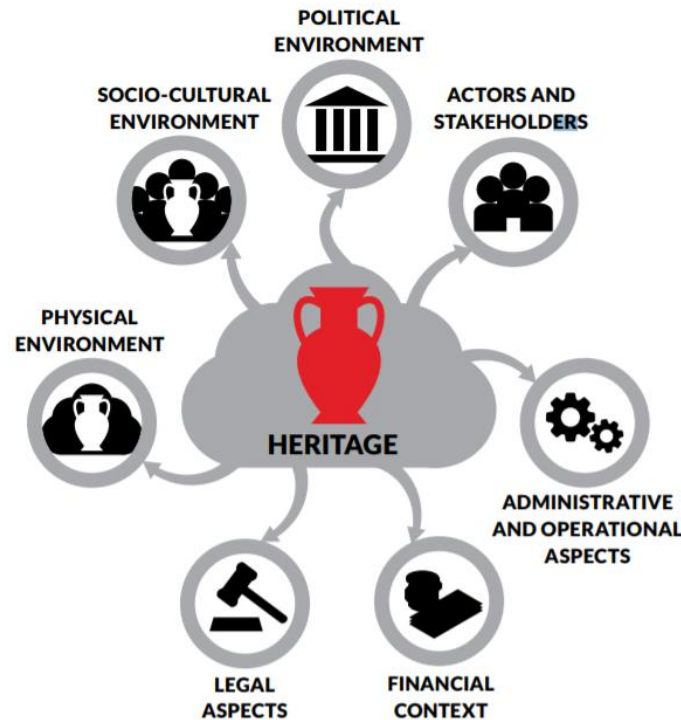 POLITICAL
ENVIRONMENT
SOCIO-CULTURAL
ENVIRONMENT
ACTORS AND
STAKEHOLDERS
PHYSICAL
ENVIRONMENT
HERITAGE
ADMINISTRATIVE
AND OPERATIONAL
ASPECTS
LEGAL
ASPECTS
FINANCIAL
CONTEXT